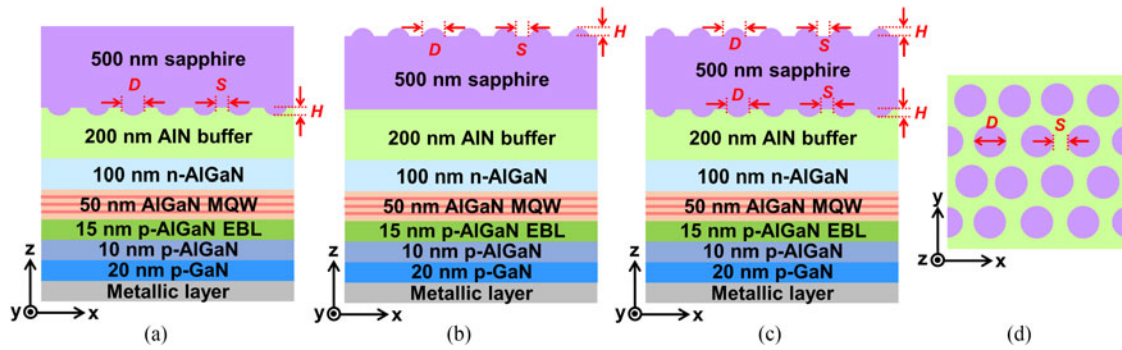 500 nm sapphire
D
S
H
200 nm AlN buffer
100 nm n-AlGaN
50 nm AlGaN MQW
15 nm p-AlGaN EBL
10 nm p-AlGaN
20 nm p-GaN
Metallic layer
z
y
x
(a)
D
S
H
500 nm sapphire
200 nm AlN buffer
100 nm n-AlGaN
50 nm AlGaN MQW
15 nm p-AlGaN EBL
10 nm p-AlGaN
20 nm p-GaN
Metallic layer
z
y
x
(b)
D
S
H
500 nm sapphire
D
S
H
200 nm AlN buffer
100 nm n-AlGaN
50 nm AlGaN MQW
15 nm p-AlGaN EBL
10 nm p-AlGaN
20 nm p-GaN
Metallic layer
z
y
x
(c)
D
S
y
z
x
(d)